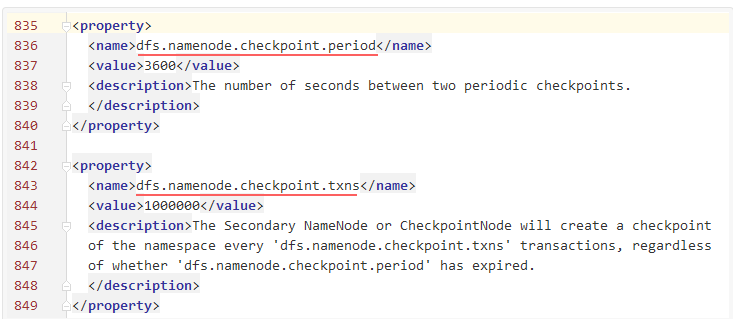 835 <property>
836 <name>dfs.namenode.checkpoint.period</name>
837 <value>3600</value>
838 <description>The number of seconds between two periodic checkpoints.
839 </description>
840 </property>
841
842 <property>
843 <name>dfs.namenode.checkpoint.txns</name>
844 <value>1000000</value>
845 <description>The Secondary NameNode or CheckpointNode will create a checkpoint
846 of the namespace every 'dfs.namenode.checkpoint.txns' transactions, regardless
847 of whether 'dfs.namenode.checkpoint.period' has expired.
848 </description>
849 </property>